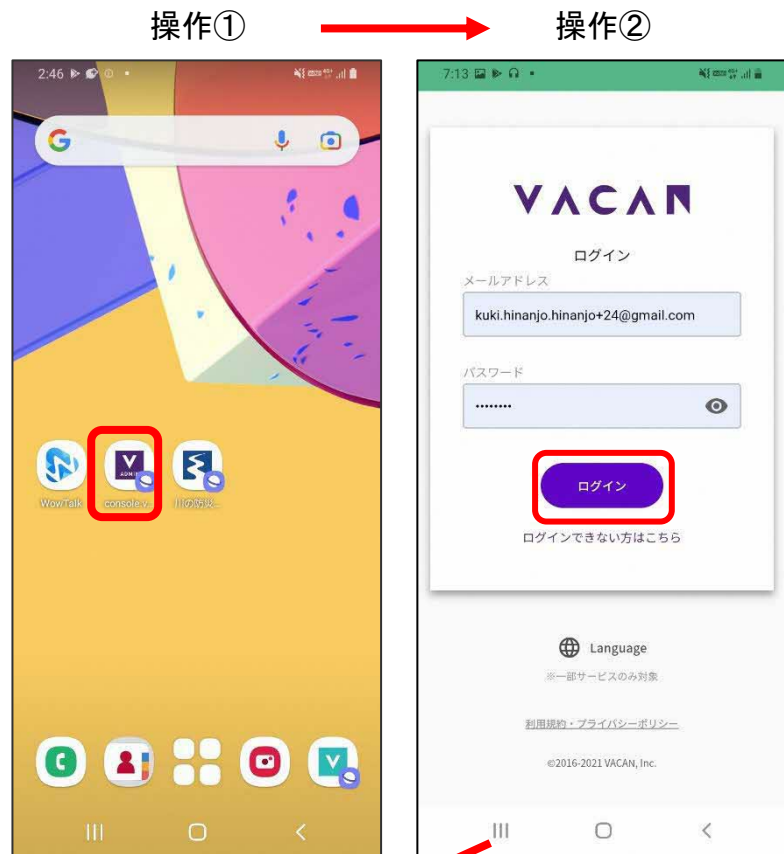 操作①
操作②
2:46
7:13
VACAN
ログイン
メールアドレス
kuki.hinanjo.hinanjo+24@gmail.com
パスワード
••••••••
ログイン
ログインできない方はこちら
WowTalk
console.v...
川の防災...
Language
※一部サービスのみ対象
利用規約・プライバシーポリシー
©2016-2021 VACAN, Inc.